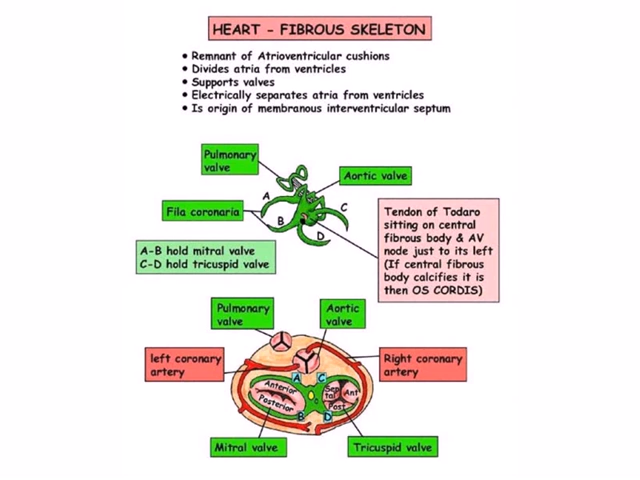 HEART - FIBROUS SKELETON
• Remnant of Atrioventricular cushions
• Divides atria from ventricles
• Supports valves
• Electrically separates atria from ventricles
• Is origin of membranous interventricular septum
Pulmonary
valve
Aortic valve
A
Fila coronaria
B
C
D
A-B hold mitral valve
C-D hold tricuspid valve
Tendon of Todaro
sitting on central
fibrous body & AV
node just to its left
(If central fibrous
body calcifies it is
then OS CORDIS)
Pulmonary
valve
Aortic
valve
left coronary
artery
Right coronary
artery
A
C
Anterior
Posterior
Sep
tal
Ant
Post
B
D
Mitral valve
Tricuspid valve